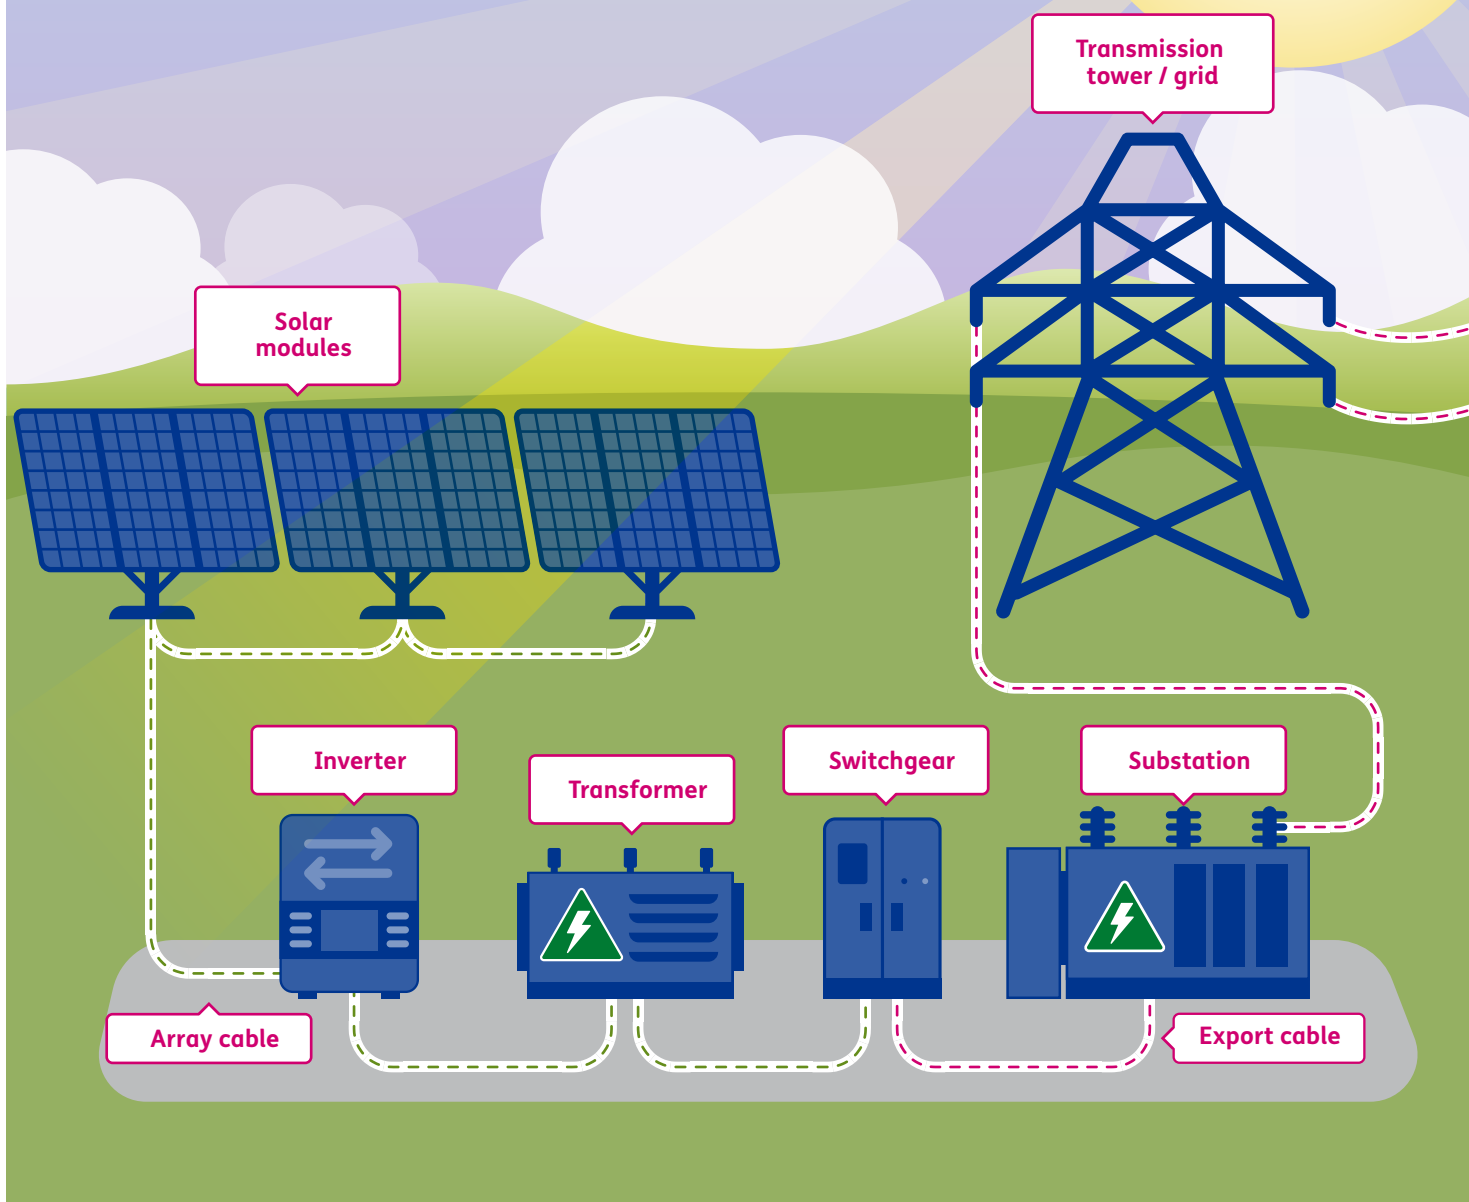 Transmission
tower / grid
Solar
modules
Inverter
Transformer
Switchgear
Substation
Array cable
Export cable